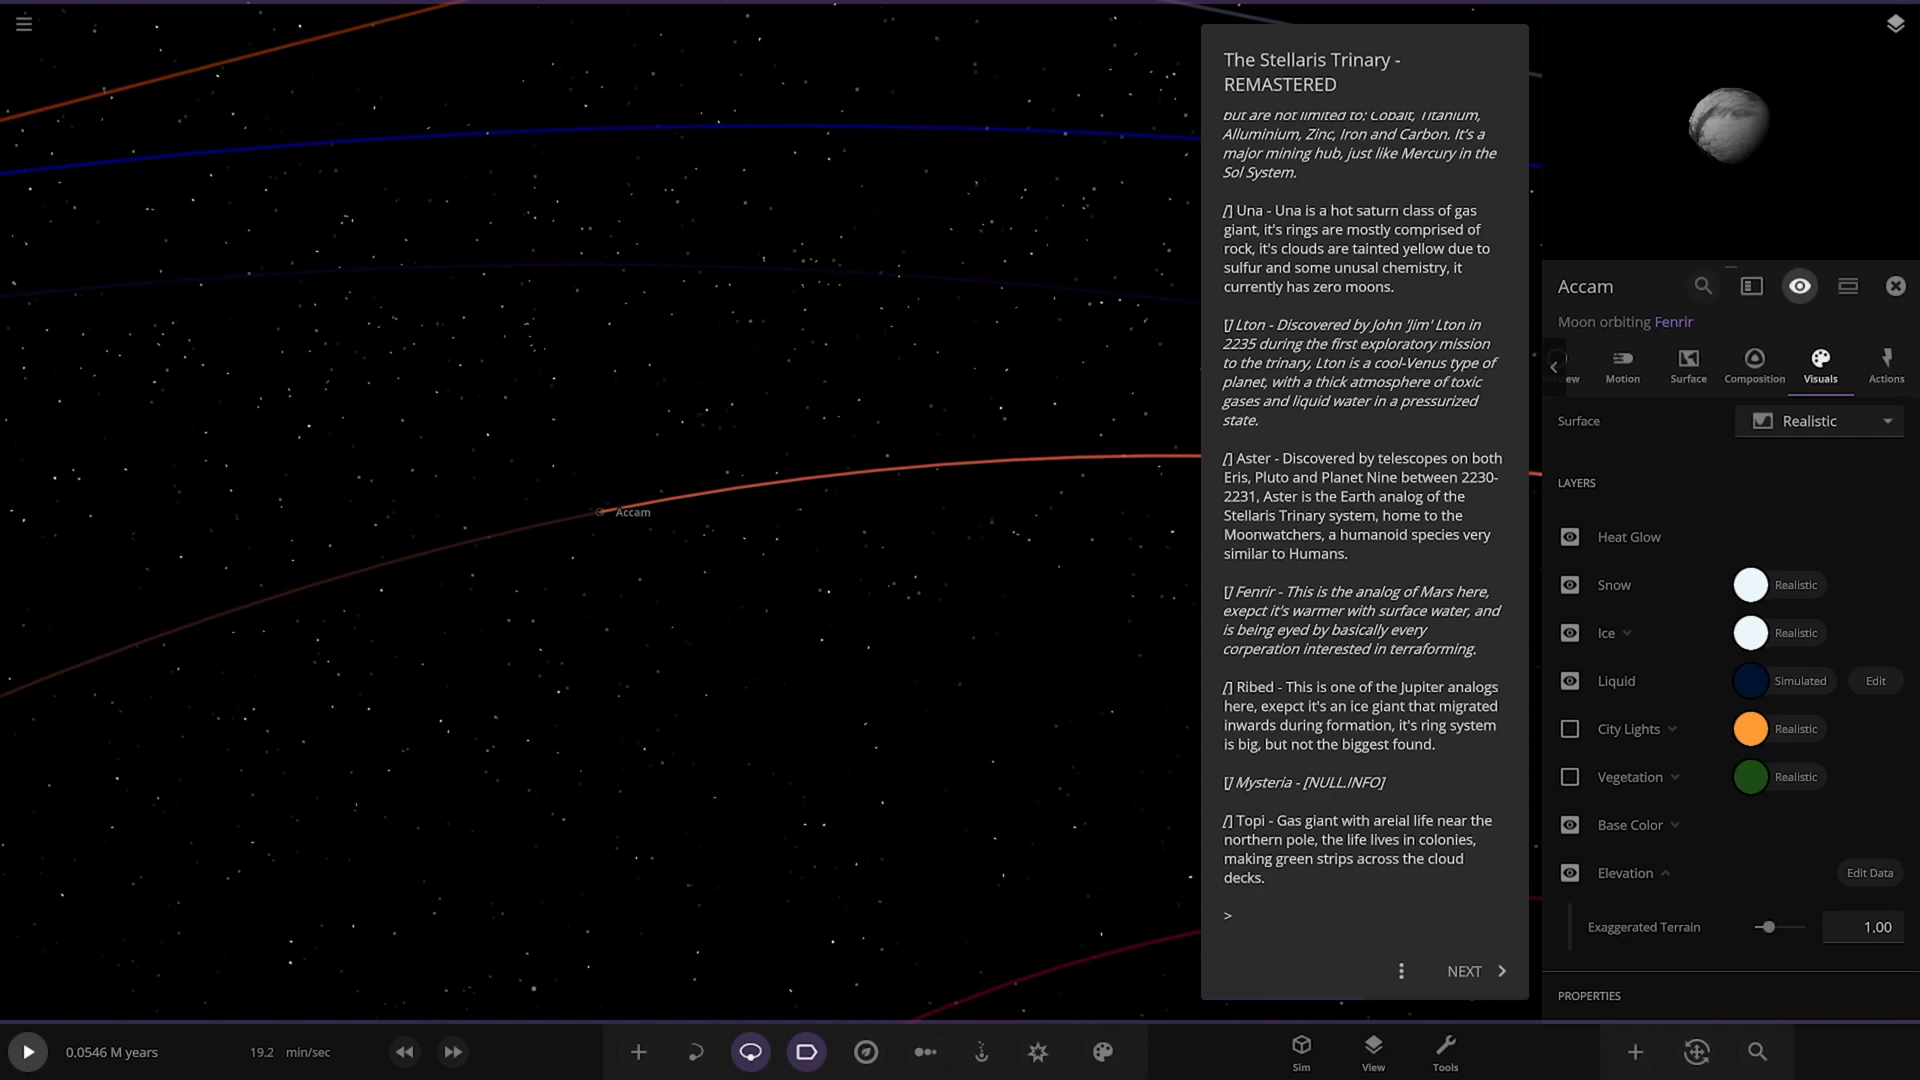 The Stellaris Trinary -
REMASTERED
but are not limited to; Cobalt, Titanium,
Alluminium, Zinc, Iron and Carbon. It's a
major mining hub, just like Mercury in the
Sol System.
[/] Una - Una is a hot saturn class of gas
giant, it's rings are mostly comprised of
rock, it's clouds are tainted yellow due to
sulfur and some unusual chemistry, it
currently has zero moons.
[/] Lton - Discovered by John 'Jim' Lton in
2235 during the first exploratory mission
to the trinary, Lton is a cool-Venus type of
planet, with a thick atmosphere of toxic
gases and liquid water in a pressurized
state.
[/] Aster - Discovered by telescopes on both
Eris, Pluto and Planet Nine between 2230-
2231, Aster is the Earth analog of the
Stellaris Trinary system, home to the
Moonwatchers, a humanoid species very
similar to Humans.
[/] Fenrir - This is the analog of Mars here,
exepct it's warmer with surface water, and
is being eyed by basically every
corperation interested in terraforming.
[/] Ribed - This is one of the Jupiter analogs
here, exepct it's an ice giant that migrated
inwards during formation, it's ring system
is big, but not the biggest found.
[/] Mysteria - [NULL.INFO]
[/] Topi - Gas giant with areial life near the
northern pole, the life lives in colonies,
making green strips across the cloud
decks.
>
NEXT
Accam
Accam
Moon orbiting Fenrir
ew Motion Surface Composition Visuals Actions
Surface Realistic
LAYERS
Heat Glow
Snow Realistic
Ice Realistic
Liquid Simulated Edit
City Lights Realistic
Vegetation Realistic
Base Color
Elevation Edit Data
Exaggerated Terrain 1.00
PROPERTIES
0.0546 M years 19.2 min/sec
Sim View Tools